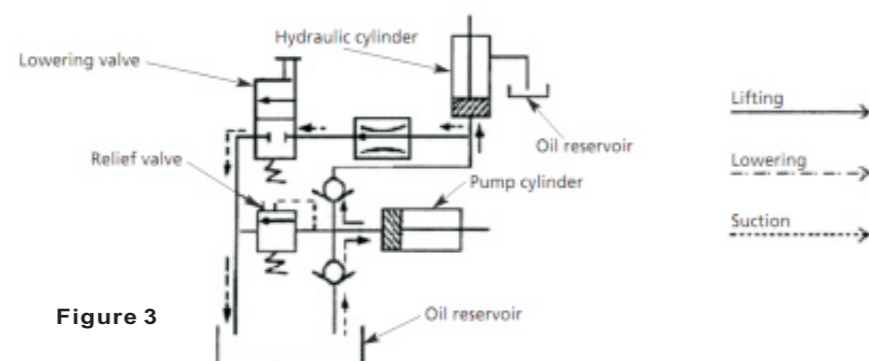 Hydraulic cylinder
Lowering valve
Lifting
Oil reservoir
Relief valve
Lowering
Pump cylinder
Suction
Figure 3
Oil reservoir